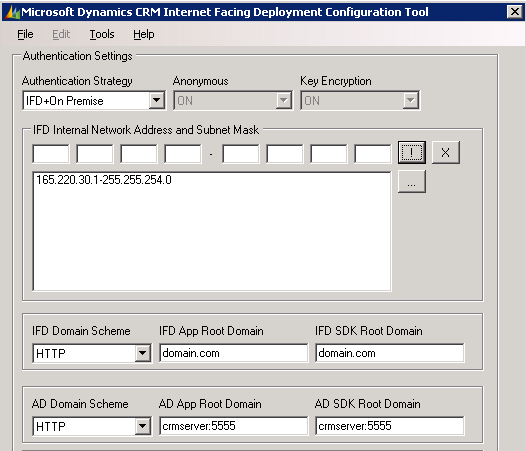 Microsoft Dynamics CRM Internet Facing Deployment Configuration Tool
File Edit Tools Help
Authentication Settings
Authentication Strategy Anonymous Key Encryption
IFD+On Premise ON ON
IFD Internal Network Address and Subnet Mask
- ! X
165.220.30.1-255.255.254.0 ...
IFD Domain Scheme IFD App Root Domain IFD SDK Root Domain
HTTP domain.com domain.com
AD Domain Scheme AD App Root Domain AD SDK Root Domain
HTTP crmserver:5555 crmserver:5555